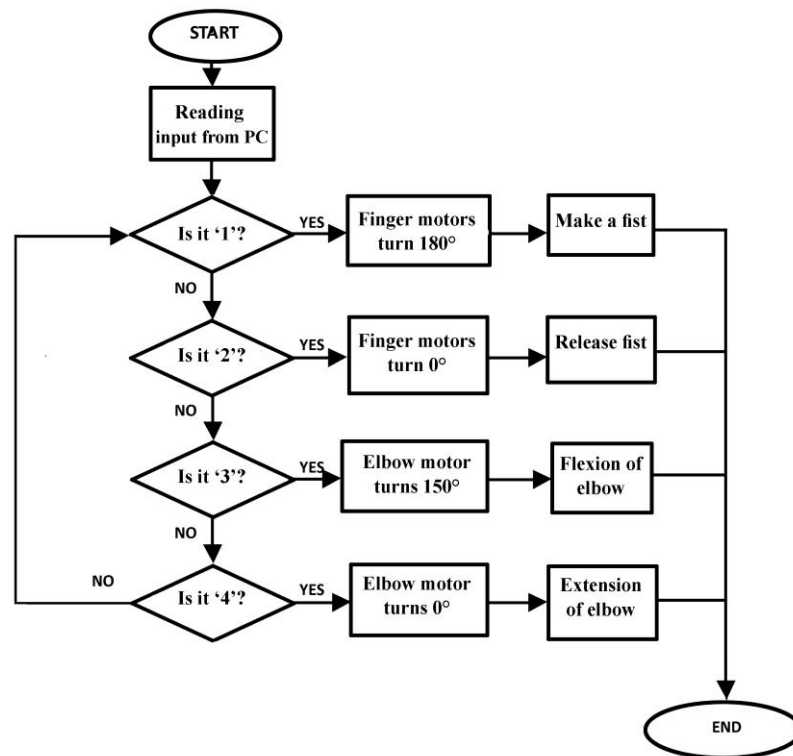 START
Reading
input from PC
Is it ‘1’?
YES
Finger motors
turn 180°
Make a fist
NO
Is it ‘2’?
YES
Finger motors
turn 0°
Release fist
NO
Is it ‘3’?
YES
Elbow motor
turns 150°
Flexion of
elbow
NO
NO
Is it ‘4’?
YES
Elbow motor
turns 0°
Extension
of elbow
END